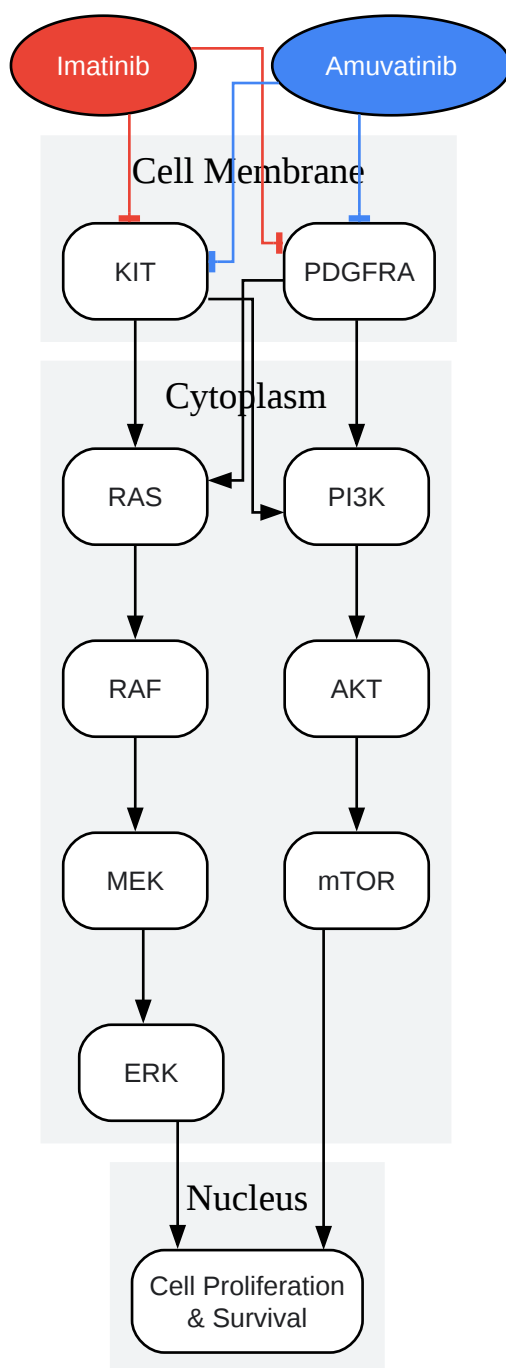 Imatinib
Amuvatinib
Cell Membrane
KIT
PDGFRA
Cytoplasm
RAS
PI3K
RAF
AKT
MEK
mTOR
ERK
Nucleus
Cell Proliferation
& Survival